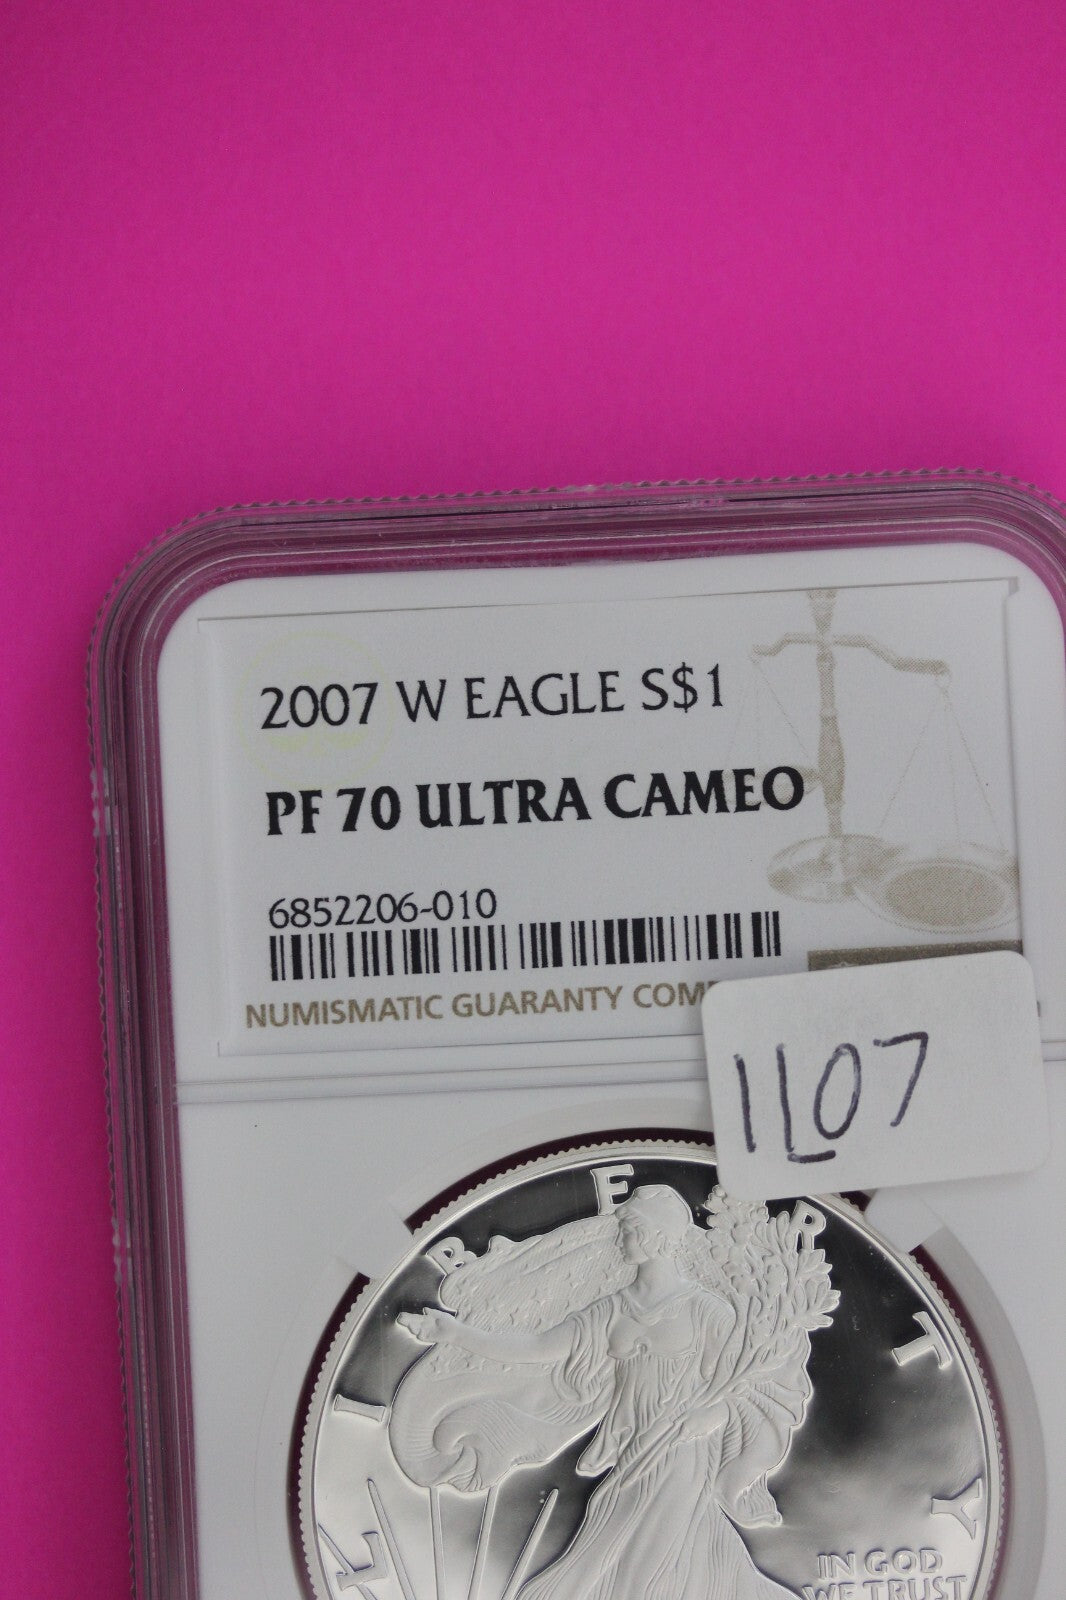 2007 W EAGLE S$1
PF 70 ULTRA CAMEO
6852206-010
NUMISMATIC GUARANTY
1107
LIBERTY
IN GOD
WE TRUST